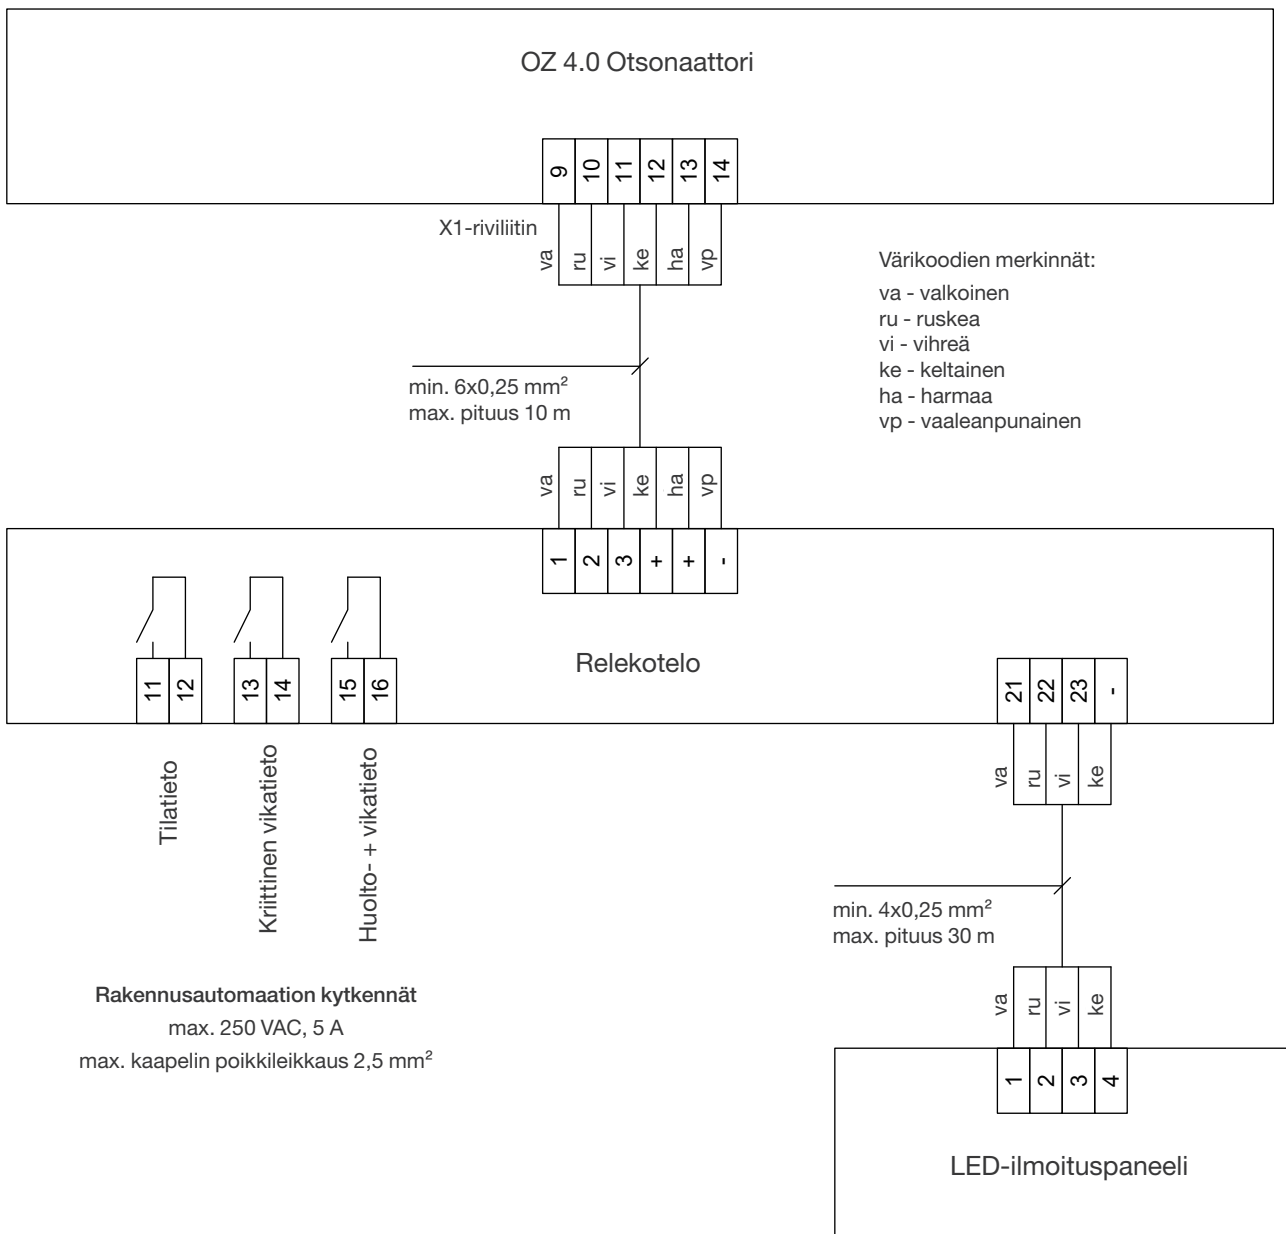 OZ 4.0 Otsonaattori
9 10 11 12 13 14
X1-riviliitin
va ru vi ke ha vp
Värikoodien merkinnät:
va - valkoinen
ru - ruskea
vi - vihreä
ke - keltainen
ha - harmaa
vp - vaaleanpunainen
min. 6x0,25 mm²
max. pituus 10 m
va ru vi ke ha vp
1 2 3 + + -
Relekotelo
11 12 13 14 15 16
21 22 23 -
Tilatieto
Kriittinen vikatieto
Huolto- + vikatieto
va ru vi ke
min. 4x0,25 mm²
max. pituus 30 m
Rakennusautomaation kytkennät
max. 250 VAC, 5 A
max. kaapelin poikkileikkaus 2,5 mm²
va ru vi ke
1 2 3 4
LED-ilmoituspaneeli